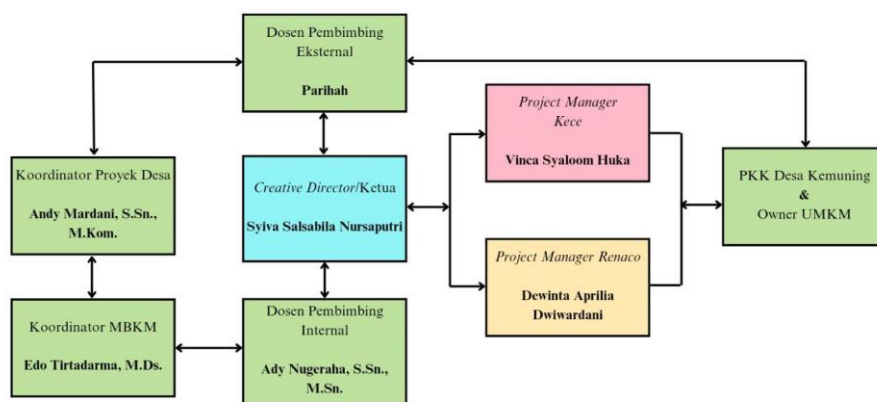 Dosen Pembimbing
Eksternal
Parihah
Project Manager
Kece
Vinca Syaloom Huka
Koordinator Proyek Desa
Andy Mardani, S.Sn.,
M.Kom.
Creative Director/Ketua
Syiva Salsabila Nursaputri
PKK Desa Kemuning
&
Owner UMKM
Project Manager Renaco
Dewinta Aprilia
Dwiwardani
Koordinator MBKM
Edo Tirtadarma, M.Ds.
Dosen Pembimbing
Internal
Ady Nugeraha, S.Sn.,
M.Sn.